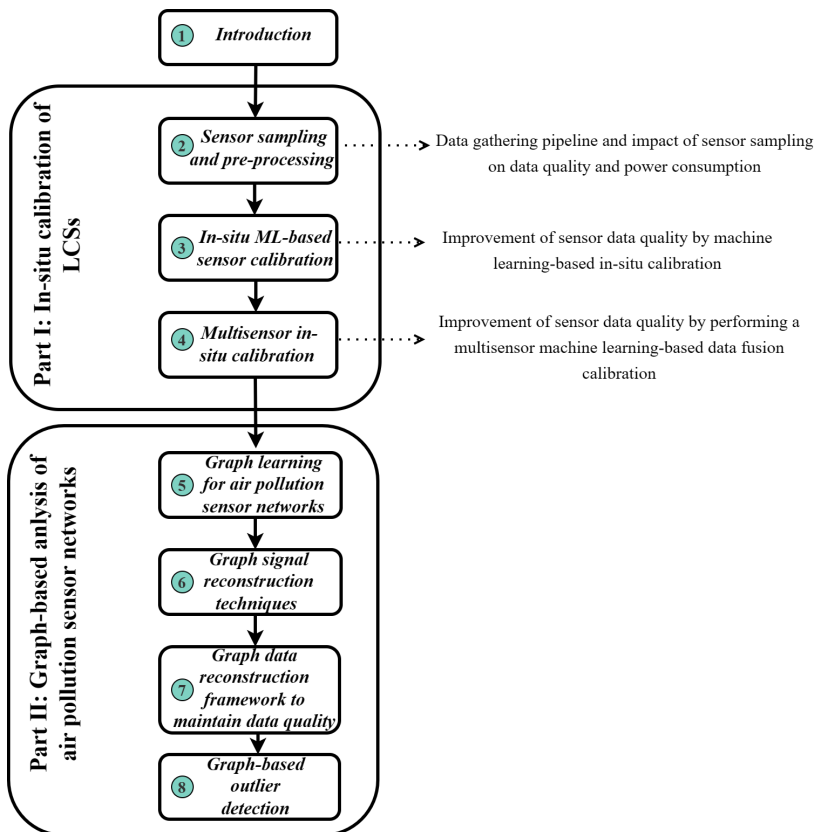 1 Introduction
Part I: In-situ calibration of
LCSs
2 Sensor sampling
and pre-processing
Data gathering pipeline and impact of sensor sampling
on data quality and power consumption
3 In-situ ML-based
sensor calibration
Improvement of sensor data quality by machine
learning-based in-situ calibration
4 Multisensor in-
situ calibration
Improvement of sensor data quality by performing a
multisensor machine learning-based data fusion
calibration
Part II: Graph-based anlysis of
air pollution sensor networks
5 Graph learning
for air pollution
sensor networks
6 Graph signal
reconstruction
techniques
7 Graph data
reconstruction
framework to
maintain data quality
8 Graph-based
outlier
detection